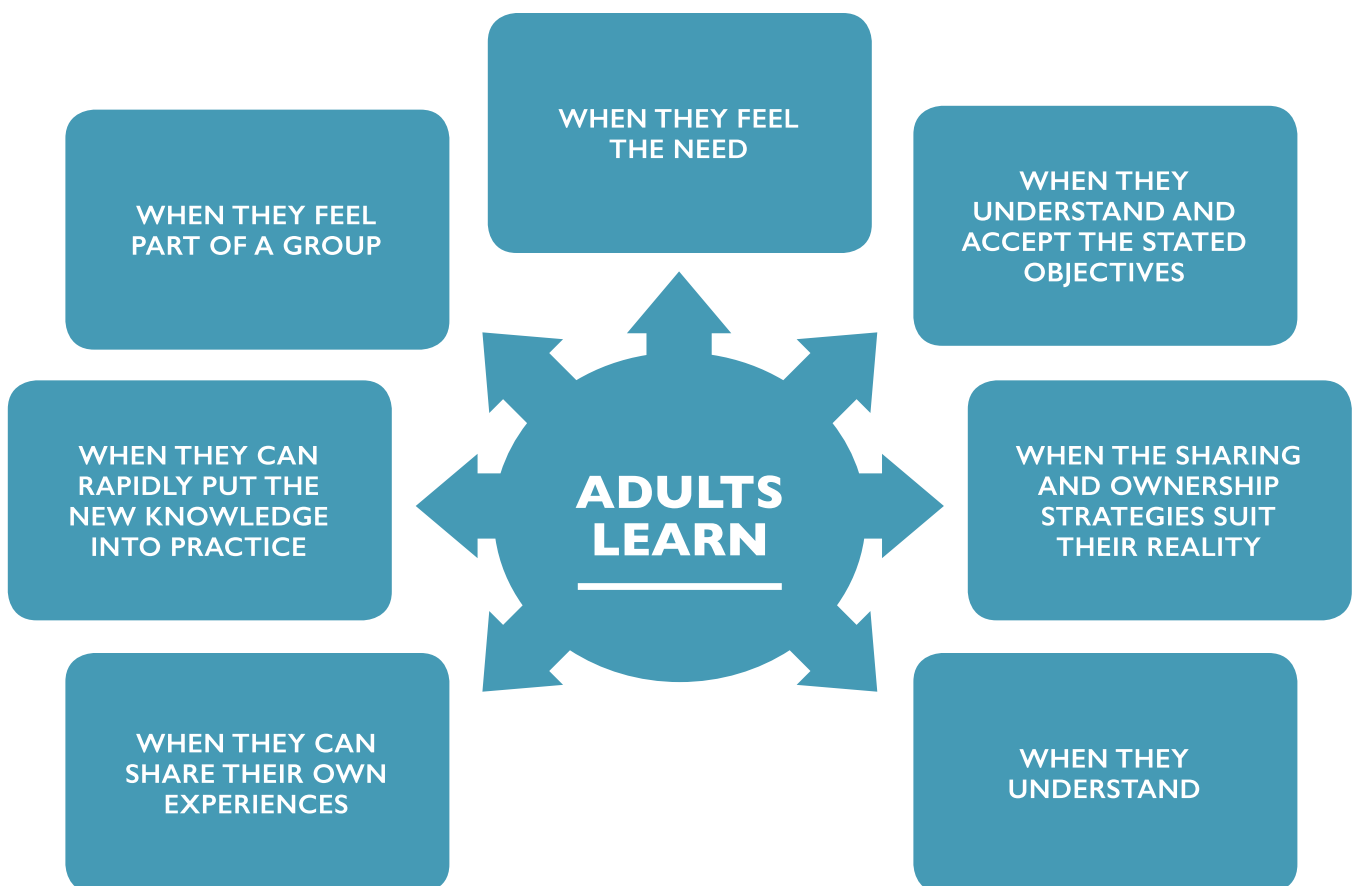 WHEN THEY FEEL
THE NEED
WHEN THEY FEEL
PART OF A GROUP
WHEN THEY
UNDERSTAND AND
ACCEPT THE STATED
OBJECTIVES
WHEN THEY CAN
RAPIDLY PUT THE
NEW KNOWLEDGE
INTO PRACTICE
ADULTS
LEARN
WHEN THE SHARING
AND OWNERSHIP
STRATEGIES SUIT
THEIR REALITY
WHEN THEY CAN
SHARE THEIR OWN
EXPERIENCES
WHEN THEY
UNDERSTAND